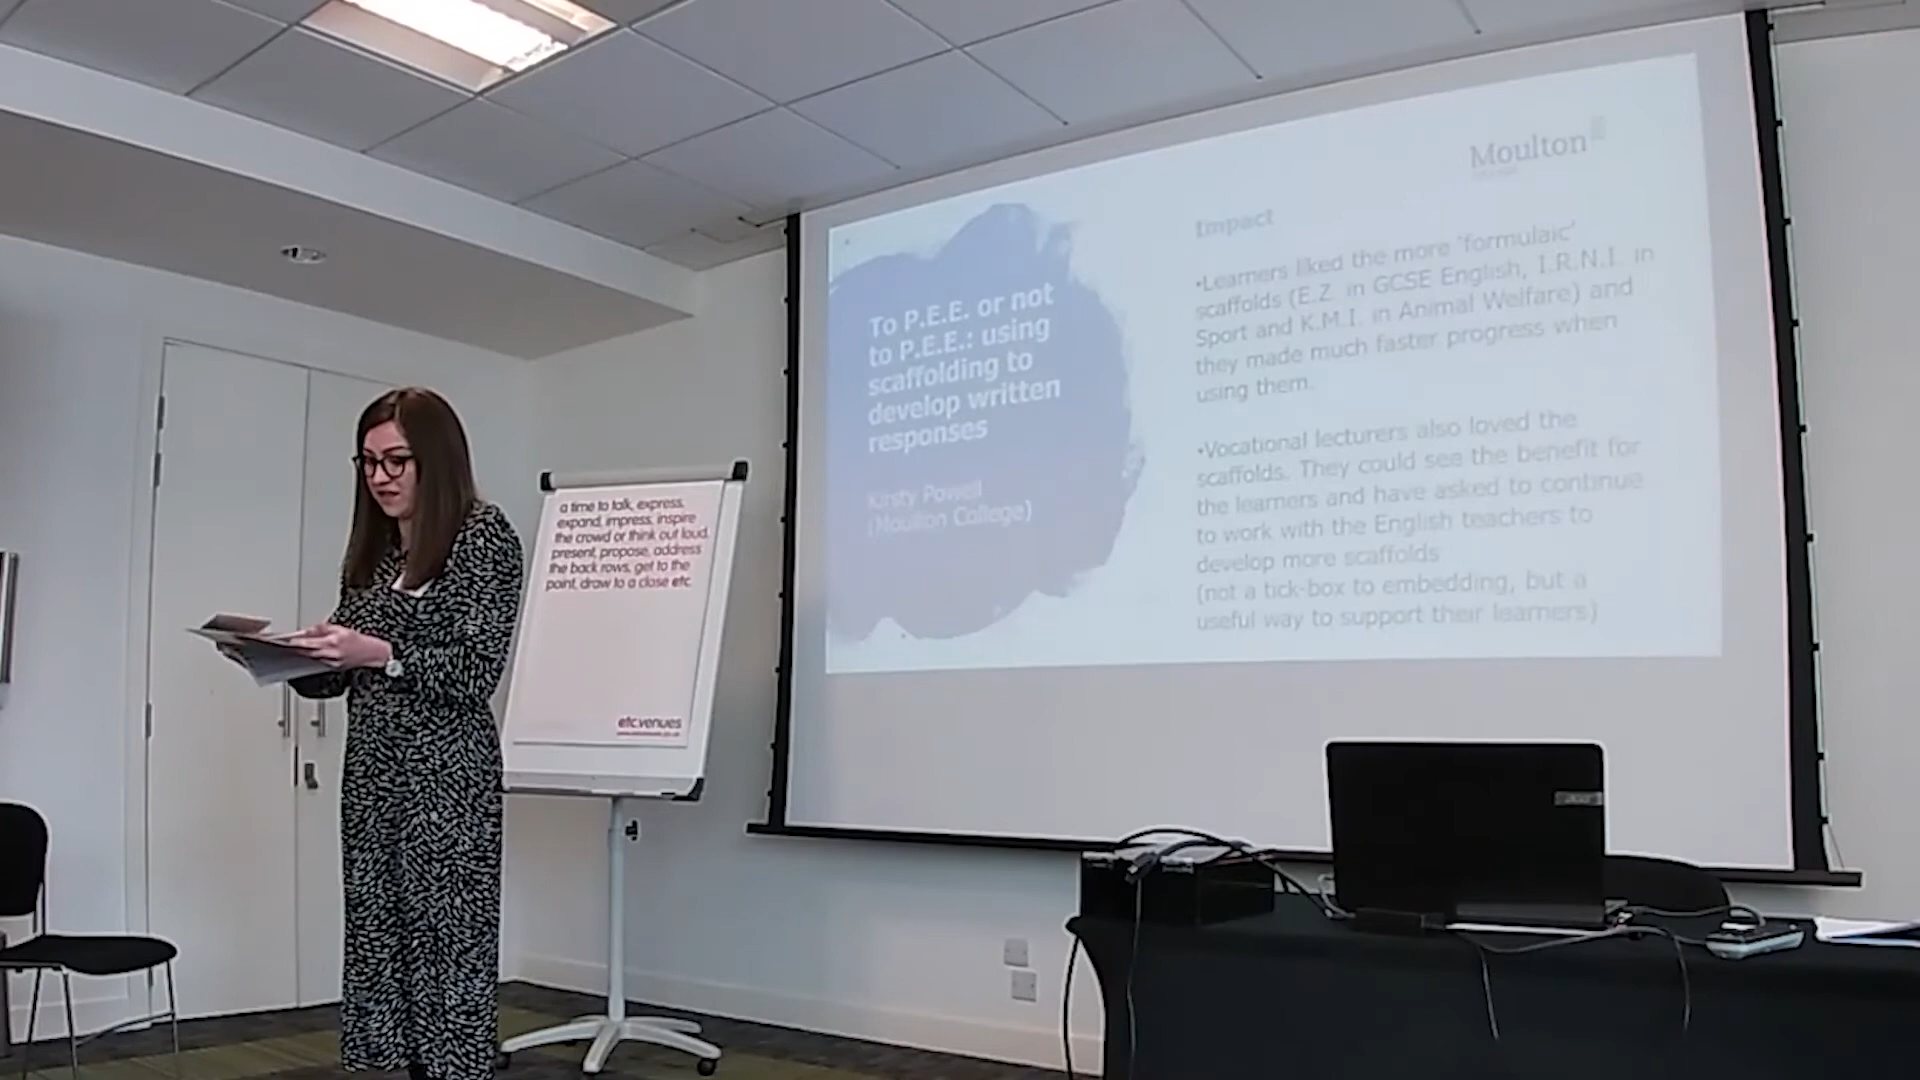 a time to talk, express,
expand, impress, inspire
the crowd or think out loud,
present, propose, address
the back rows, get to the
point, draw to a close etc.
etc.venues
To P.E.E. or not
to P.E.E.: using
scaffolding to
develop written
responses
Kirsty Powell
(Moulton College)
Moulton
Impact
•Learners liked the more 'formulaic'
scaffolds (E.Z. in GCSE English, I.R.N.I. in
Sport and K.M.I. in Animal Welfare) and
they made much faster progress when
using them.
•Vocational lecturers also loved the
scaffolds. They could see the benefit for
the learners and have asked to continue
to work with the English teachers to
develop more scaffolds
(not a tick-box to embedding, but a
useful way to support their learners)
acer